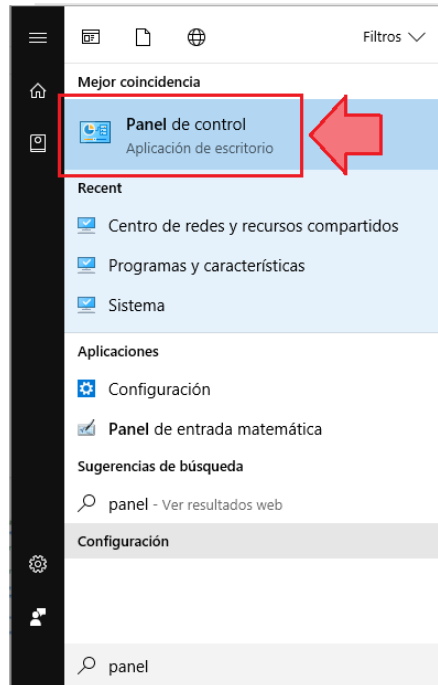 Filtros
Mejor coincidencia
Panel de control
Aplicación de escritorio
Recent
Centro de redes y recursos compartidos
Programas y características
Sistema
Aplicaciones
Configuración
Panel de entrada matemática
Sugerencias de búsqueda
panel - Ver resultados web
Configuración
panel